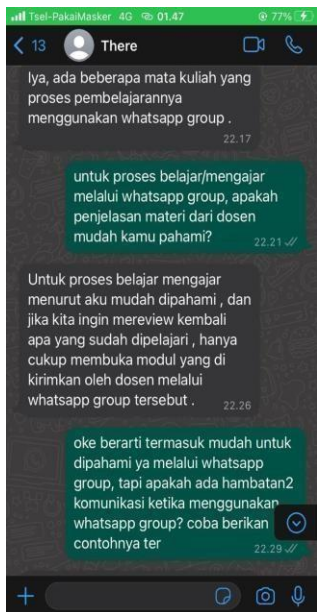 Tsel-PakaiMasker 4G 01.47 77%
13 There
Iya, ada beberapa mata kuliah yang
proses pembelajarannya
menggunakan whatsapp group .
22.17
untuk proses belajar/mengajar
melalui whatsapp group, apakah
penjelasan materi dari dosen
mudah kamu pahami?
22.21
Untuk proses belajar mengajar
menurut aku mudah dipahami , dan
jika kita ingin mereview kembali
apa yang sudah dipelajari , hanya
cukup membuka modul yang di
kirimkan oleh dosen melalui
whatsapp group tersebut .
22.26
oke berarti termasuk mudah untuk
dipahami ya melalui whatsapp
group, tapi apakah ada hambatan2
komunikasi ketika menggunakan
whatsapp group? coba berikan
contohnya ter
22.29